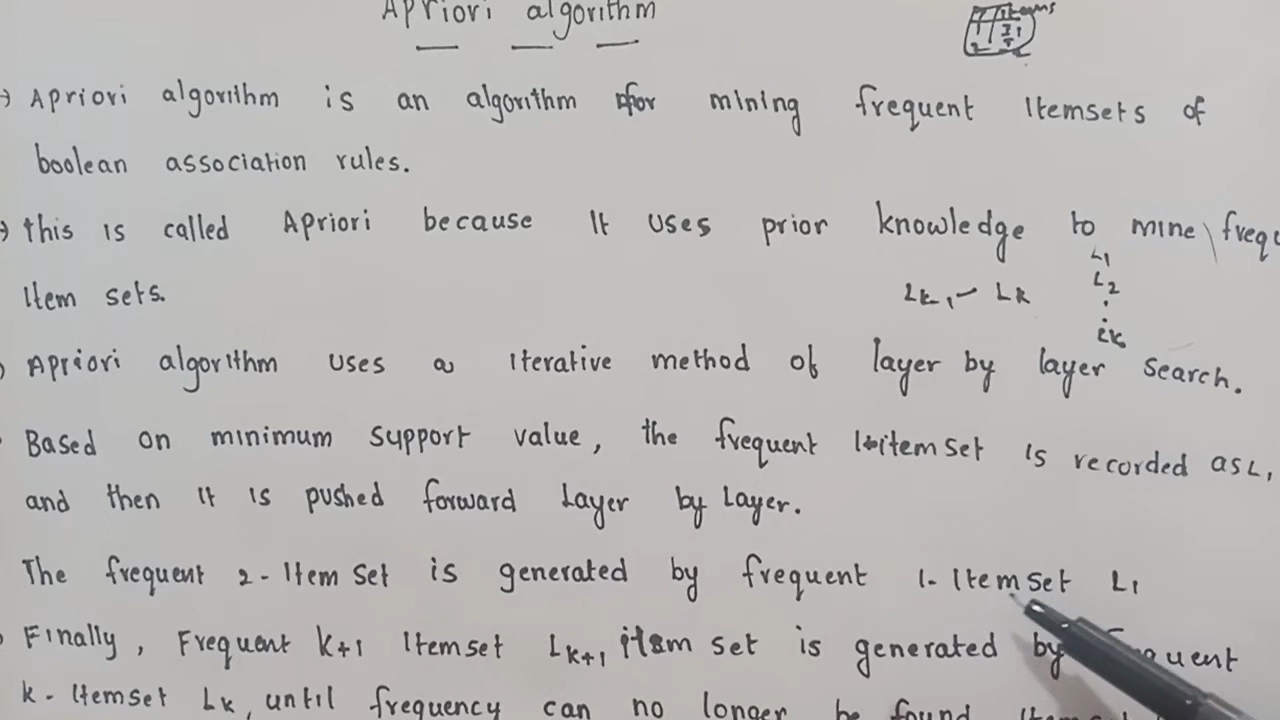 Apriori algorithm
items
→ Apriori algorithm is an algorithm for mining frequent Itemsets of
boolean association rules.
→ this is called Apriori because It uses prior knowledge to mine
Item sets.
L1
L2
Apriori algorithm uses a iterative method of layer by layer search.
Based on minimum support value, the frequent 1-itemset is recorded as L1
and then It is pushed forward Layer by Layer.
The frequent 2-Item set is generated by frequent 1-Itemset L1
Finally, Frequent k+1 Itemset Lk+1 item set is generated by
k-Itemset Lk, until frequency can no longer be found